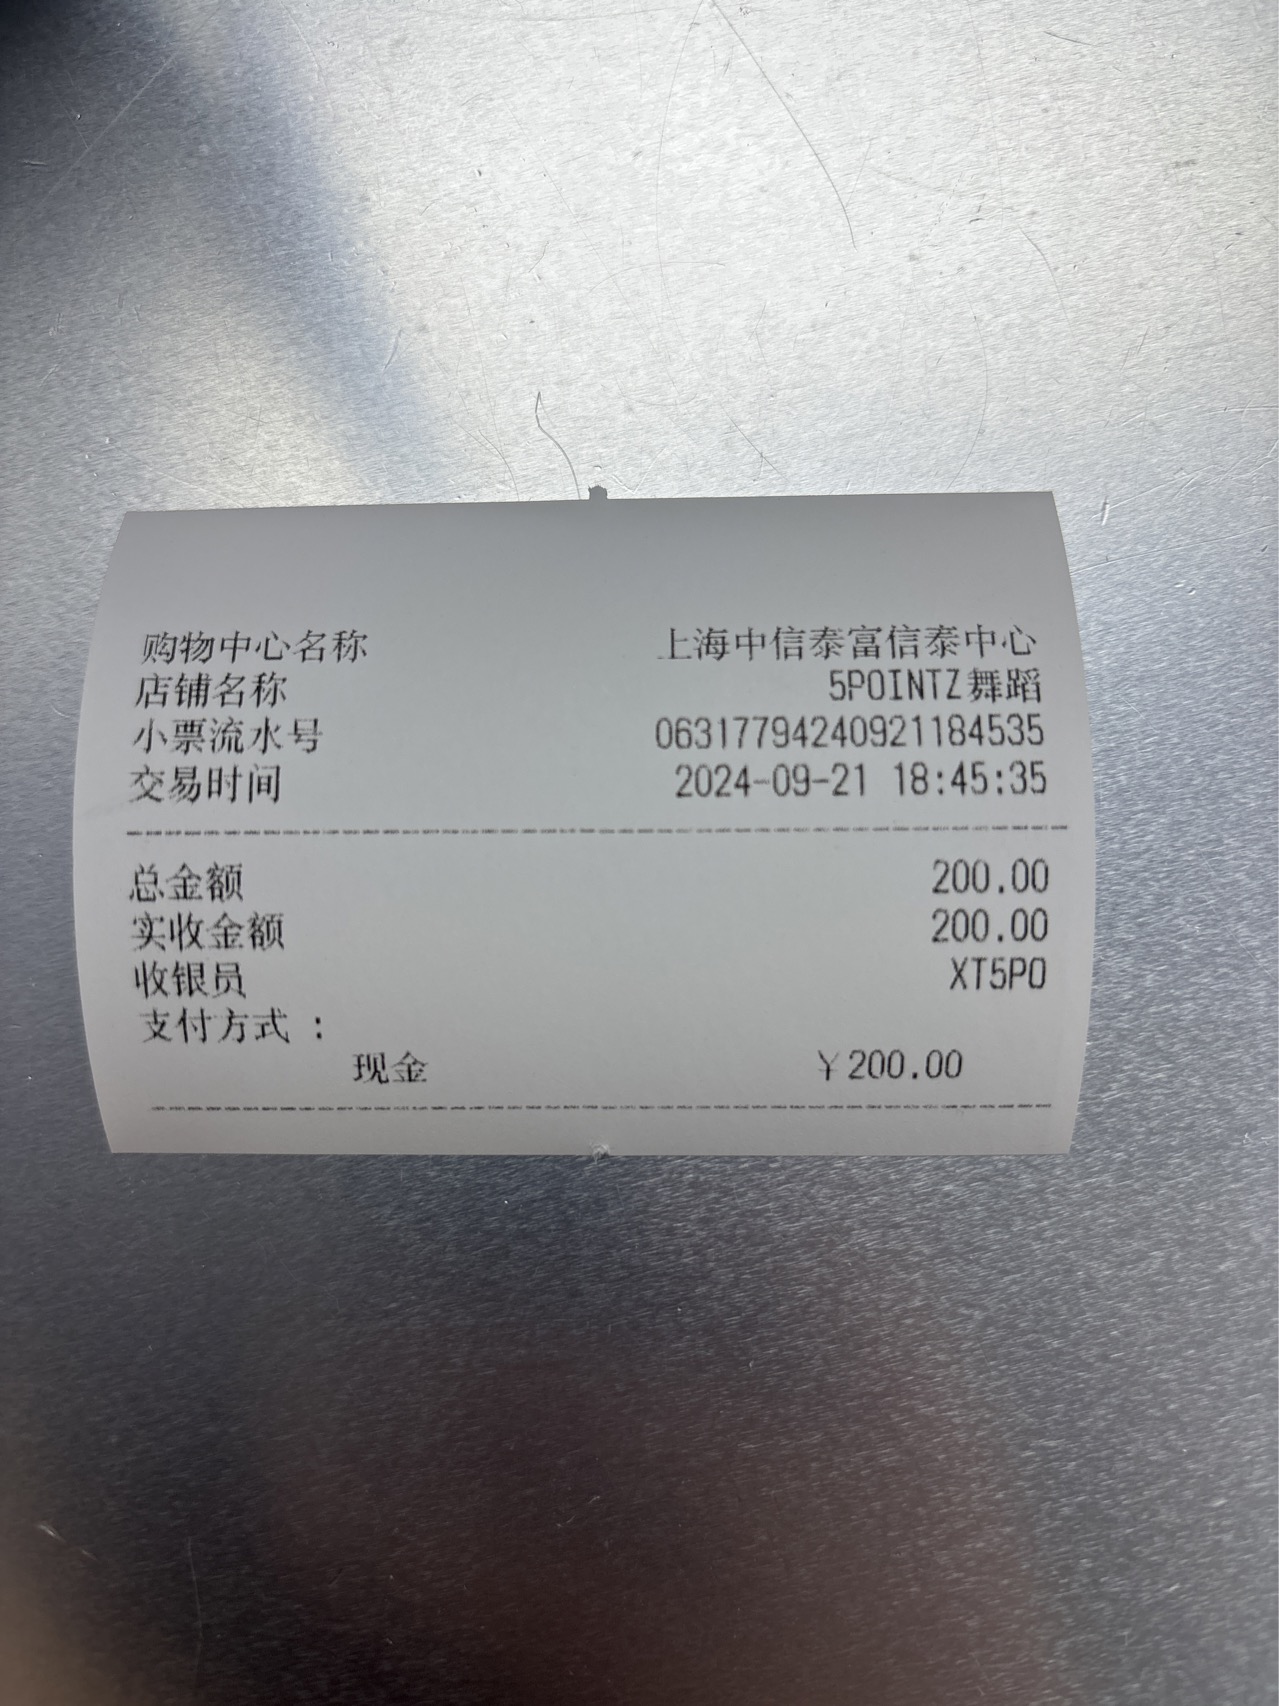 购物中心名称 上海中信泰富信泰中心
店铺名称 5POINTZ舞蹈
小票流水号 06317794240921184535
交易时间 2024-09-21 18:45:35
总金额 200.00
实收金额 200.00
收银员 XT5PO
支付方式 :
现金 ￥200.00